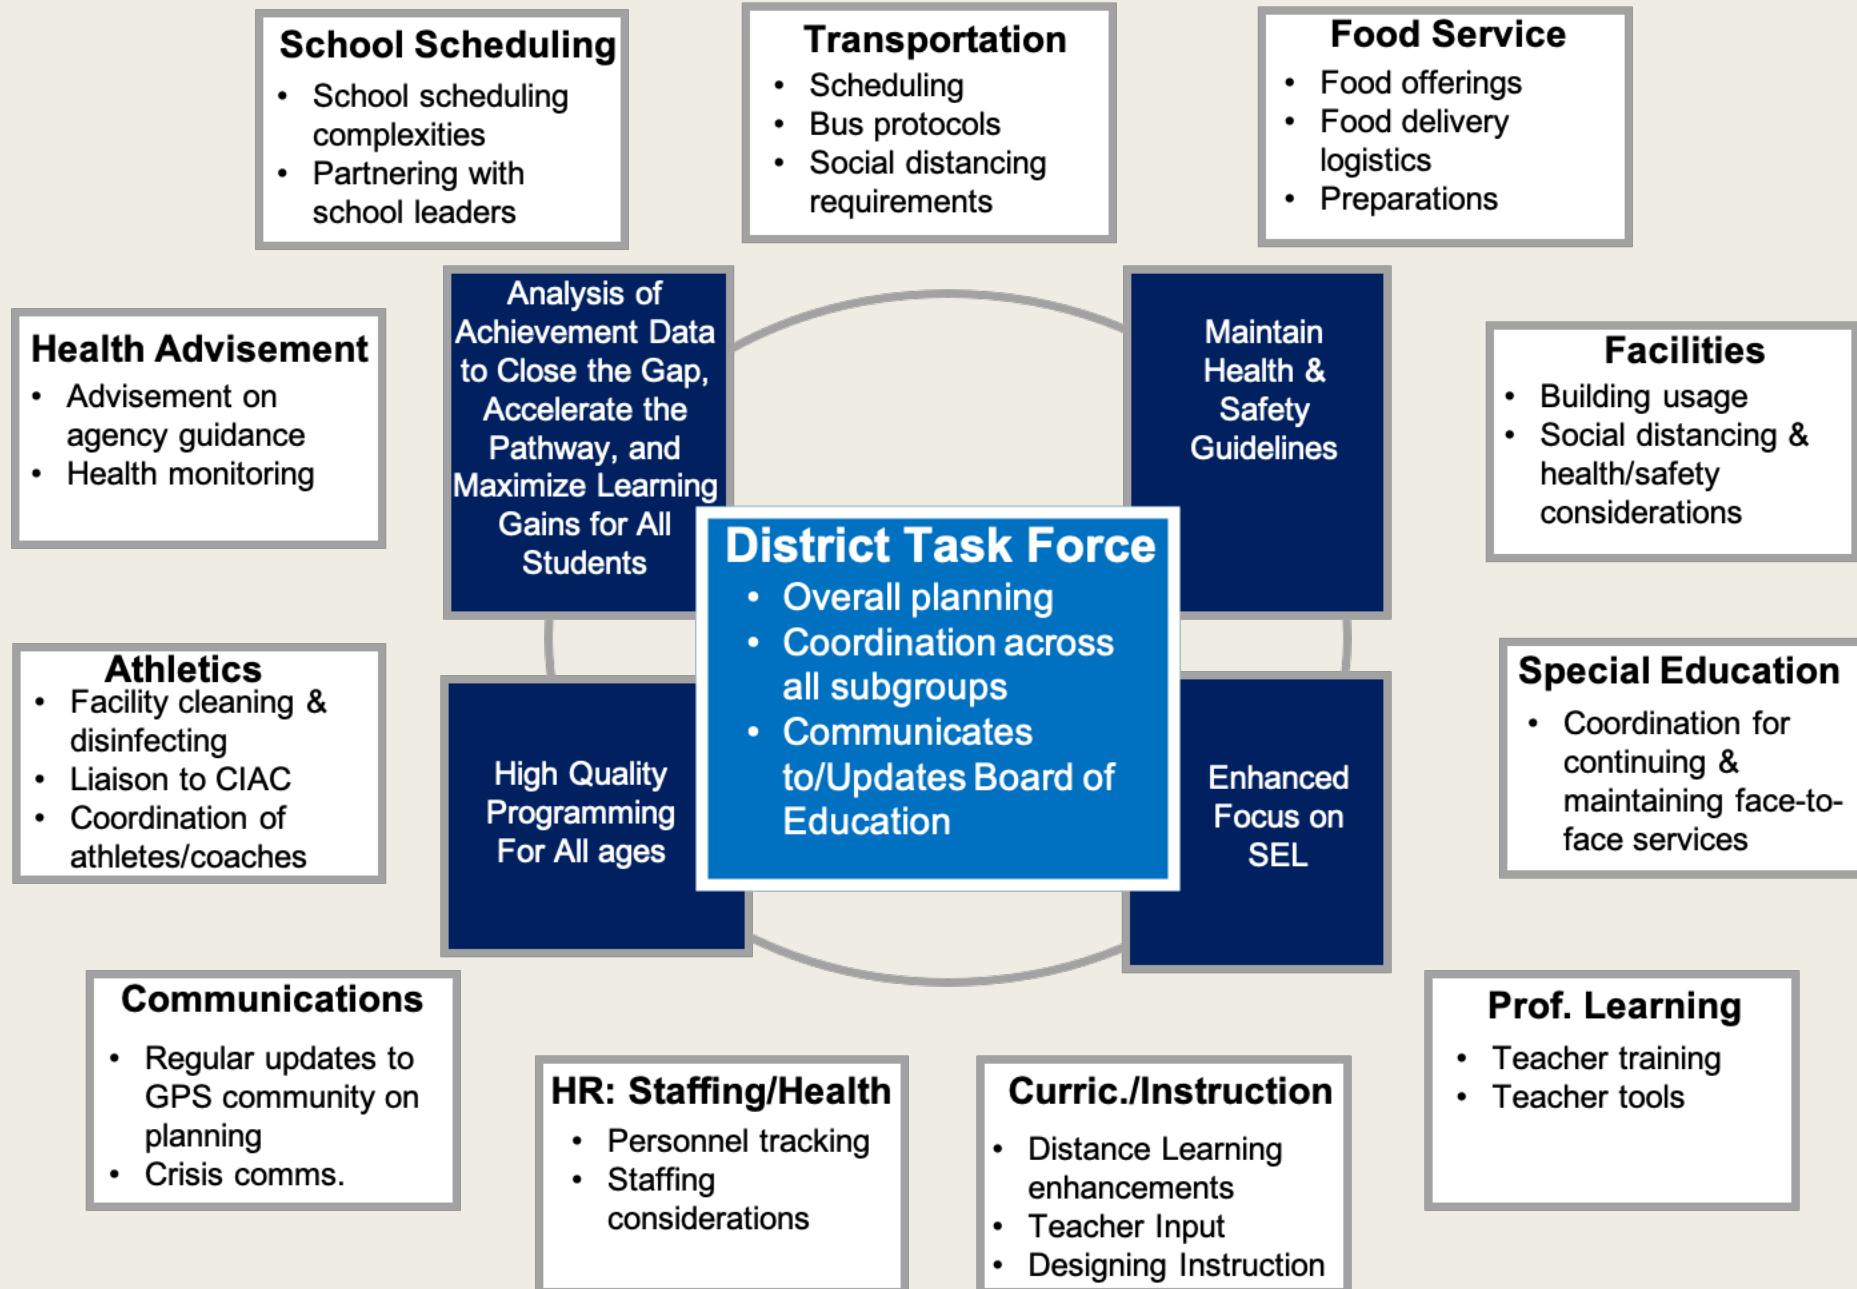 School Scheduling
• School scheduling
complexities
• Partnering with
school leaders
Transportation
• Scheduling
• Bus protocols
• Social distancing
requirements
Food Service
• Food offerings
• Food delivery
logistics
• Preparations
Health Advisement
• Advisement on
agency guidance
• Health monitoring
Analysis of
Achievement Data
to Close the Gap,
Accelerate the
Pathway, and
Maximize Learning
Gains for All
Students
Maintain
Health &
Safety
Guidelines
Facilities
• Building usage
• Social distancing &
health/safety
considerations
District Task Force
• Overall planning
• Coordination across
all subgroups
• Communicates
to/Updates Board of
Education
Athletics
• Facility cleaning &
disinfecting
• Liaison to CIAC
• Coordination of
athletes/coaches
High Quality
Programming
For All ages
Enhanced
Focus on
SEL
Special Education
• Coordination for
continuing &
maintaining face-to-
face services
Communications
• Regular updates to
GPS community on
planning
• Crisis comms.
HR: Staffing/Health
• Personnel tracking
• Staffing
considerations
Curric./Instruction
• Distance Learning
enhancements
• Teacher Input
• Designing Instruction
Prof. Learning
• Teacher training
• Teacher tools